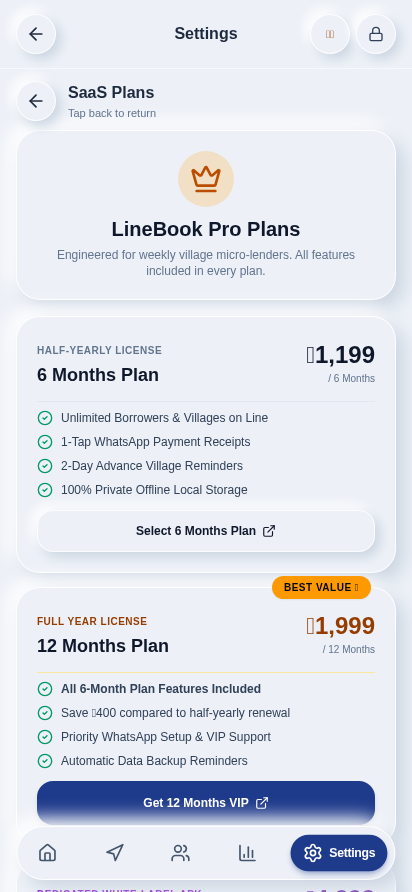 Settings
SaaS Plans
Tap back to return
LineBook Pro Plans
Engineered for weekly village micro-lenders. All features
included in every plan.
HALF-YEARLY LICENSE
1,199
6 Months Plan
/ 6 Months
Unlimited Borrowers & Villages on Line
1-Tap WhatsApp Payment Receipts
2-Day Advance Village Reminders
100% Private Offline Local Storage
Select 6 Months Plan
BEST VALUE
FULL YEAR LICENSE
1,999
12 Months Plan
/ 12 Months
All 6-Month Plan Features Included
Save 400 compared to half-yearly renewal
Priority WhatsApp Setup & VIP Support
Automatic Data Backup Reminders
Get 12 Months VIP
Settings